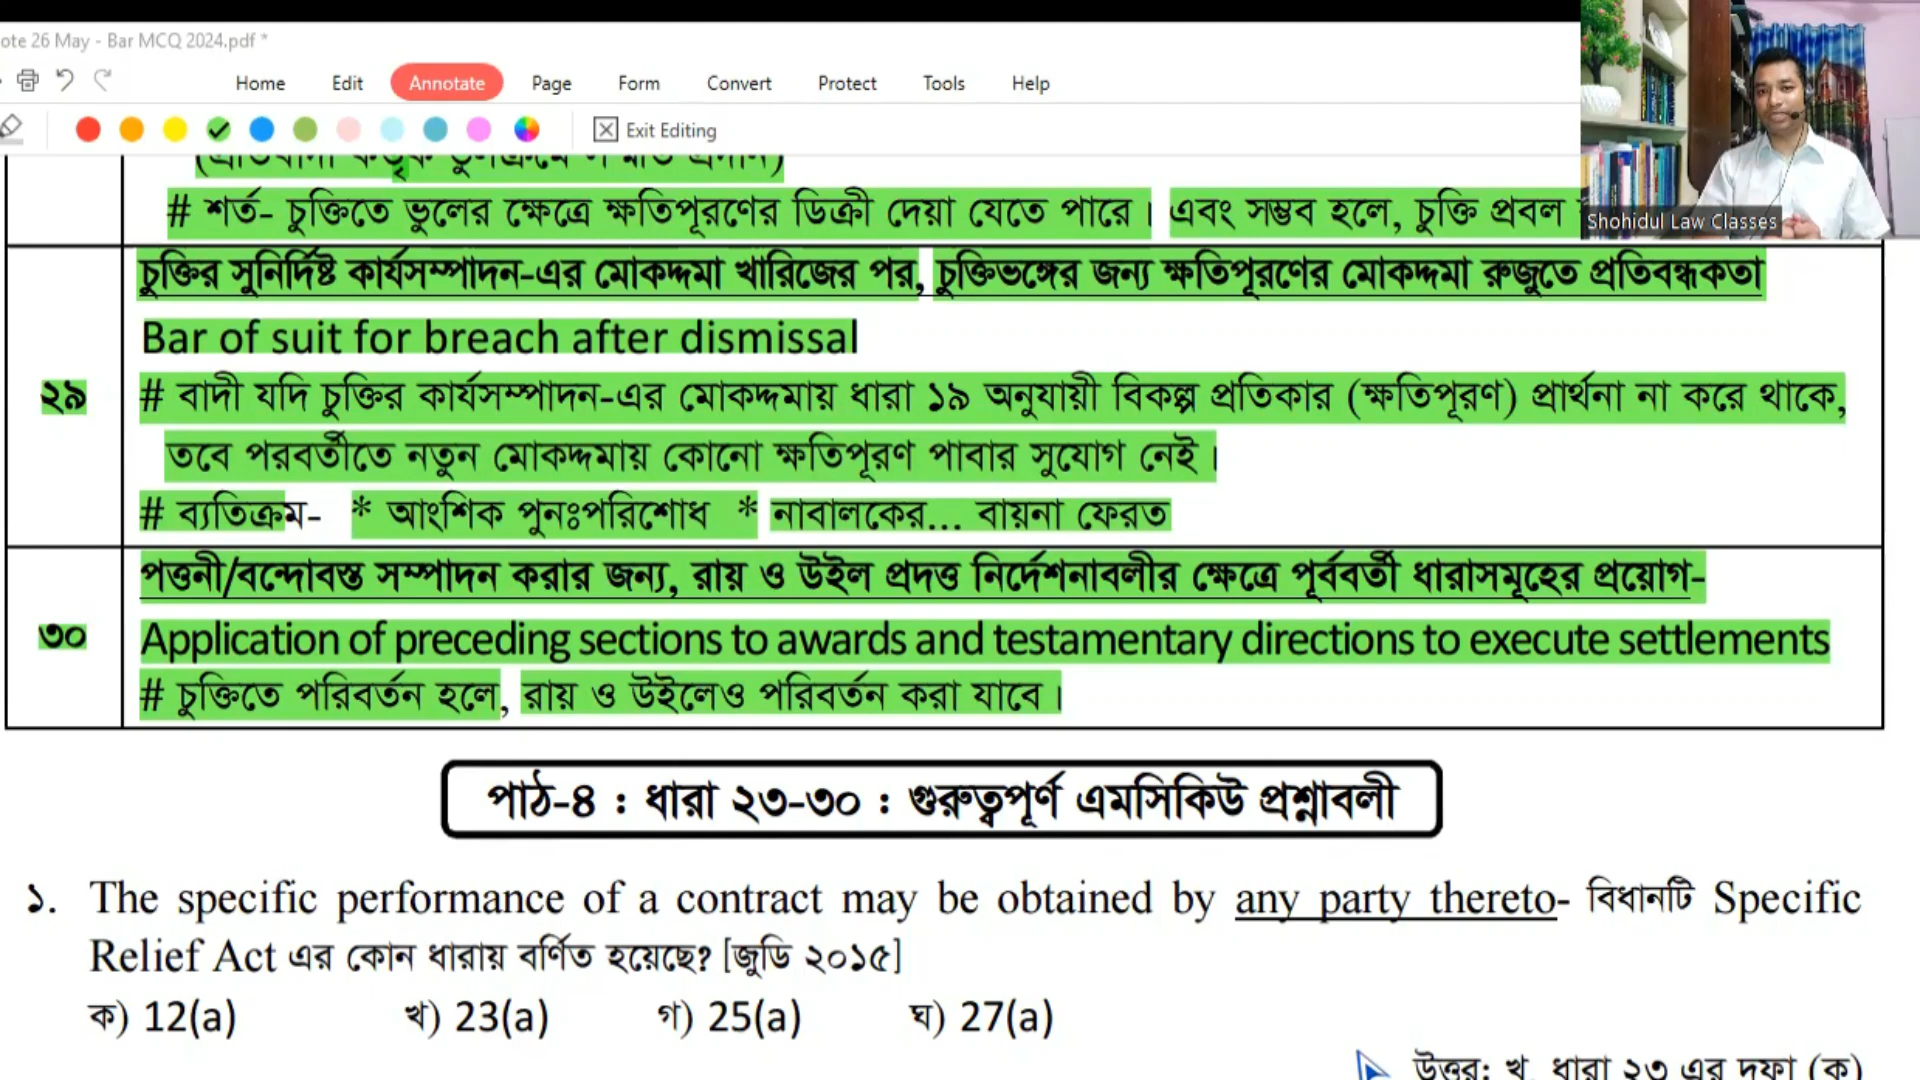 ote 26 May - Bar MCQ 2024.pdf *
Home Edit Annotate Page Form Convert Protect Tools Help
Exit Editing
Shohidul Law Classes
# শর্ত- চুক্তিতে ভুলের ক্ষেত্রে ক্ষতিপূরণের ডিক্রী দেয়া যেতে পারে। এবং সম্ভব হলে, চুক্তি প্রবল
চুক্তির সুনির্দিষ্ট কার্যসম্পাদন-এর মোকদ্দমা খারিজের পর, চুক্তিভঙ্গের জন্য ক্ষতিপূরণের মোকদ্দমা রুজুতে প্রতিবন্ধকতা
Bar of suit for breach after dismissal
২৯
# বাদী যদি চুক্তির কার্যসম্পাদন-এর মোকদ্দমায় ধারা ১৯ অনুযায়ী বিকল্প প্রতিকার (ক্ষতিপূরণ) প্রার্থনা না করে থাকে,
তবে পরবর্তীতে নতুন মোকদ্দমায় কোনো ক্ষতিপূরণ পাবার সুযোগ নেই।
# ব্যতিক্রম- * আংশিক পুনঃপরিশোধ * নাবালকের... বায়না ফেরত
পত্তনী/বন্দোবস্ত সম্পাদন করার জন্য, রায় ও উইল প্রদত্ত নির্দেশনাবলীর ক্ষেত্রে পূর্ববর্তী ধারাসমূহের প্রয়োগ-
৩০
Application of preceding sections to awards and testamentary directions to execute settlements
# চুক্তিতে পরিবর্তন হলে, রায় ও উইলেও পরিবর্তন করা যাবে।
পাঠ-৪ : ধারা ২৩-৩০ : গুরুত্বপূর্ণ এমসিকিউ প্রশ্নাবলী
১. The specific performance of a contract may be obtained by any party thereto- বিধানটি Specific
Relief Act এর কোন ধারায় বর্ণিত হয়েছে? [জুডি ২০১৫]
ক) 12(a) খ) 23(a) গ) 25(a) ঘ) 27(a)
উত্তর: খ. ধারা ২৩ এর দফা (ক)